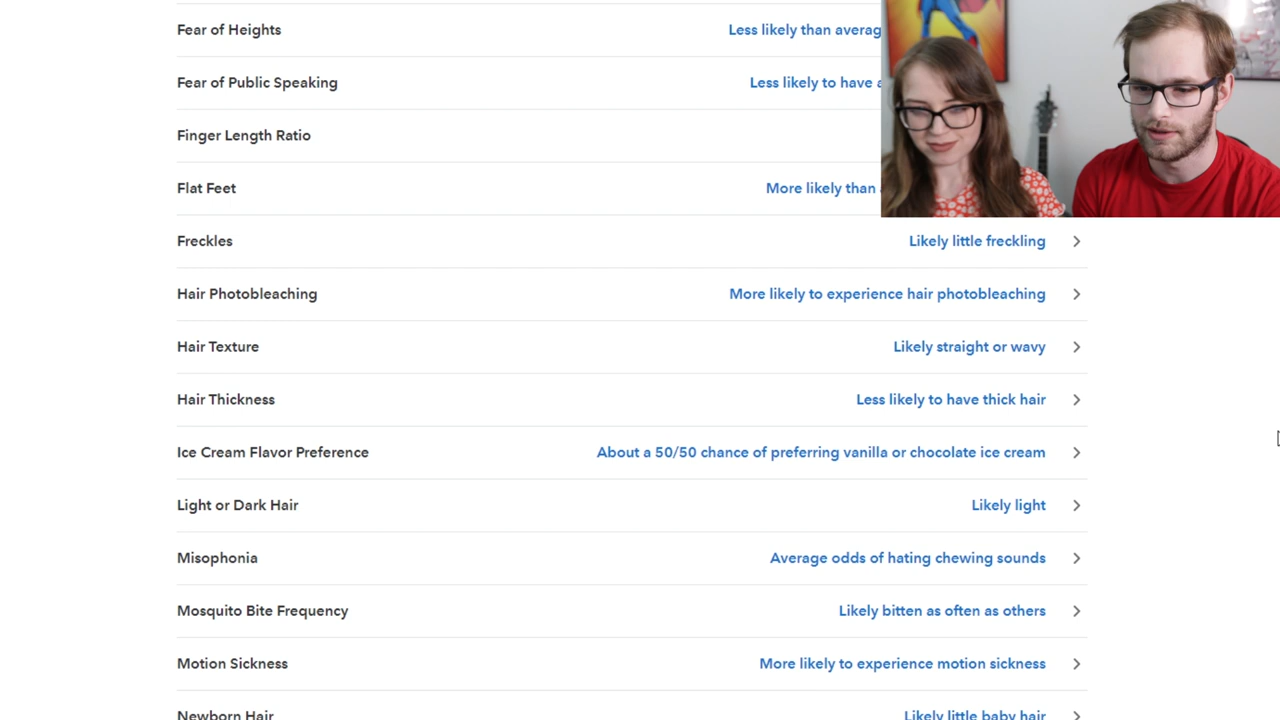 Fear of Heights Less likely than averag
Fear of Public Speaking Less likely to have a
Finger Length Ratio
Flat Feet More likely than
Freckles Likely little freckling
Hair Photobleaching More likely to experience hair photobleaching
Hair Texture Likely straight or wavy
Hair Thickness Less likely to have thick hair
Ice Cream Flavor Preference About a 50/50 chance of preferring vanilla or chocolate ice cream
Light or Dark Hair Likely light
Misophonia Average odds of hating chewing sounds
Mosquito Bite Frequency Likely bitten as often as others
Motion Sickness More likely to experience motion sickness
Newborn Hair Likely little baby hair